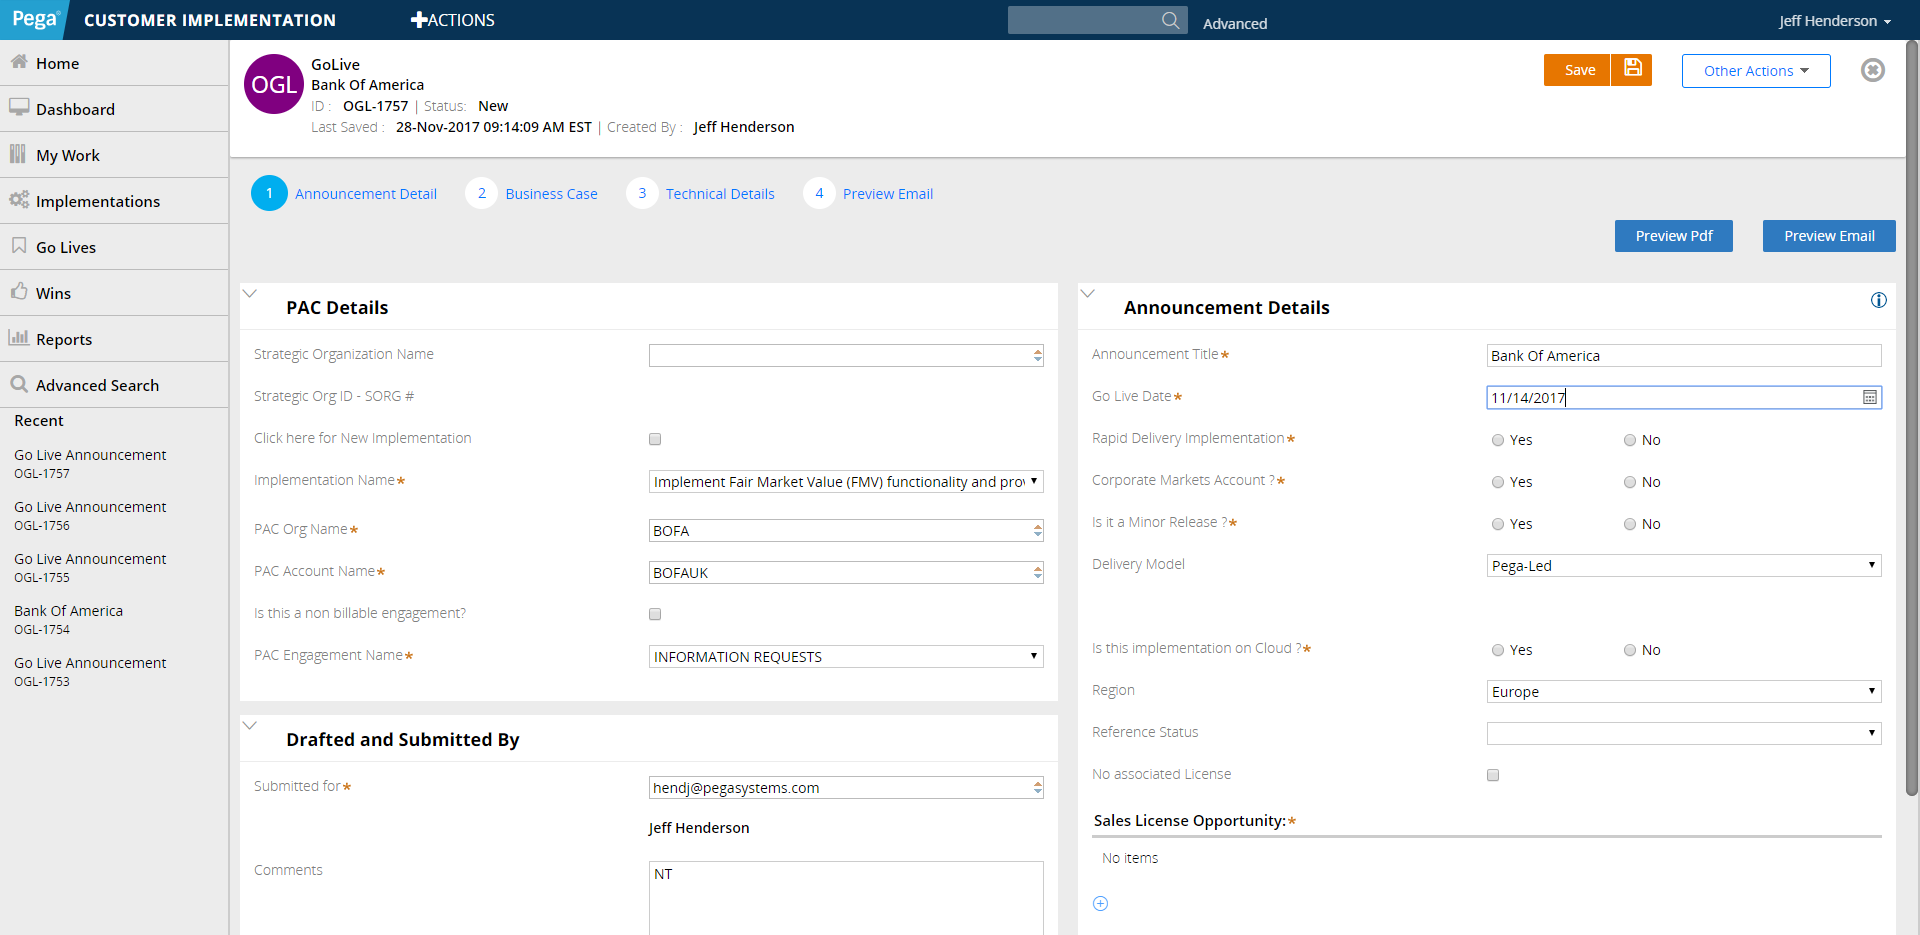 Pega CUSTOMER IMPLEMENTATION ACTIONS Advanced Jeff Henderson
Home
Dashboard
My Work
Implementations
Go Lives
Wins
Reports
Advanced Search
Recent
Go Live Announcement
OGL-1757
Go Live Announcement
OGL-1756
Go Live Announcement
OGL-1755
Bank Of America
OGL-1754
Go Live Announcement
OGL-1753
OGL
GoLive
Bank Of America
ID : OGL-1757 | Status: New
Last Saved : 28-Nov-2017 09:14:09 AM EST | Created By : Jeff Henderson
Save
Other Actions
1 Announcement Detail 2 Business Case 3 Technical Details 4 Preview Email
Preview Pdf Preview Email
PAC Details
Strategic Organization Name
Strategic Org ID - SORG #
Click here for New Implementation
Implementation Name* Implement Fair Market Value (FMV) functionality and prov
PAC Org Name* BOFA
PAC Account Name* BOFAUK
Is this a non billable engagement?
PAC Engagement Name* INFORMATION REQUESTS
Drafted and Submitted By
Submitted for* hendj@pegasystems.com
Jeff Henderson
Comments NT
Announcement Details
Announcement Title* Bank Of America
Go Live Date* 11/14/2017
Rapid Delivery Implementation* Yes No
Corporate Markets Account ?* Yes No
Is it a Minor Release ?* Yes No
Delivery Model Pega-Led
Is this implementation on Cloud ?* Yes No
Region Europe
Reference Status
No associated License
Sales License Opportunity:*
No items